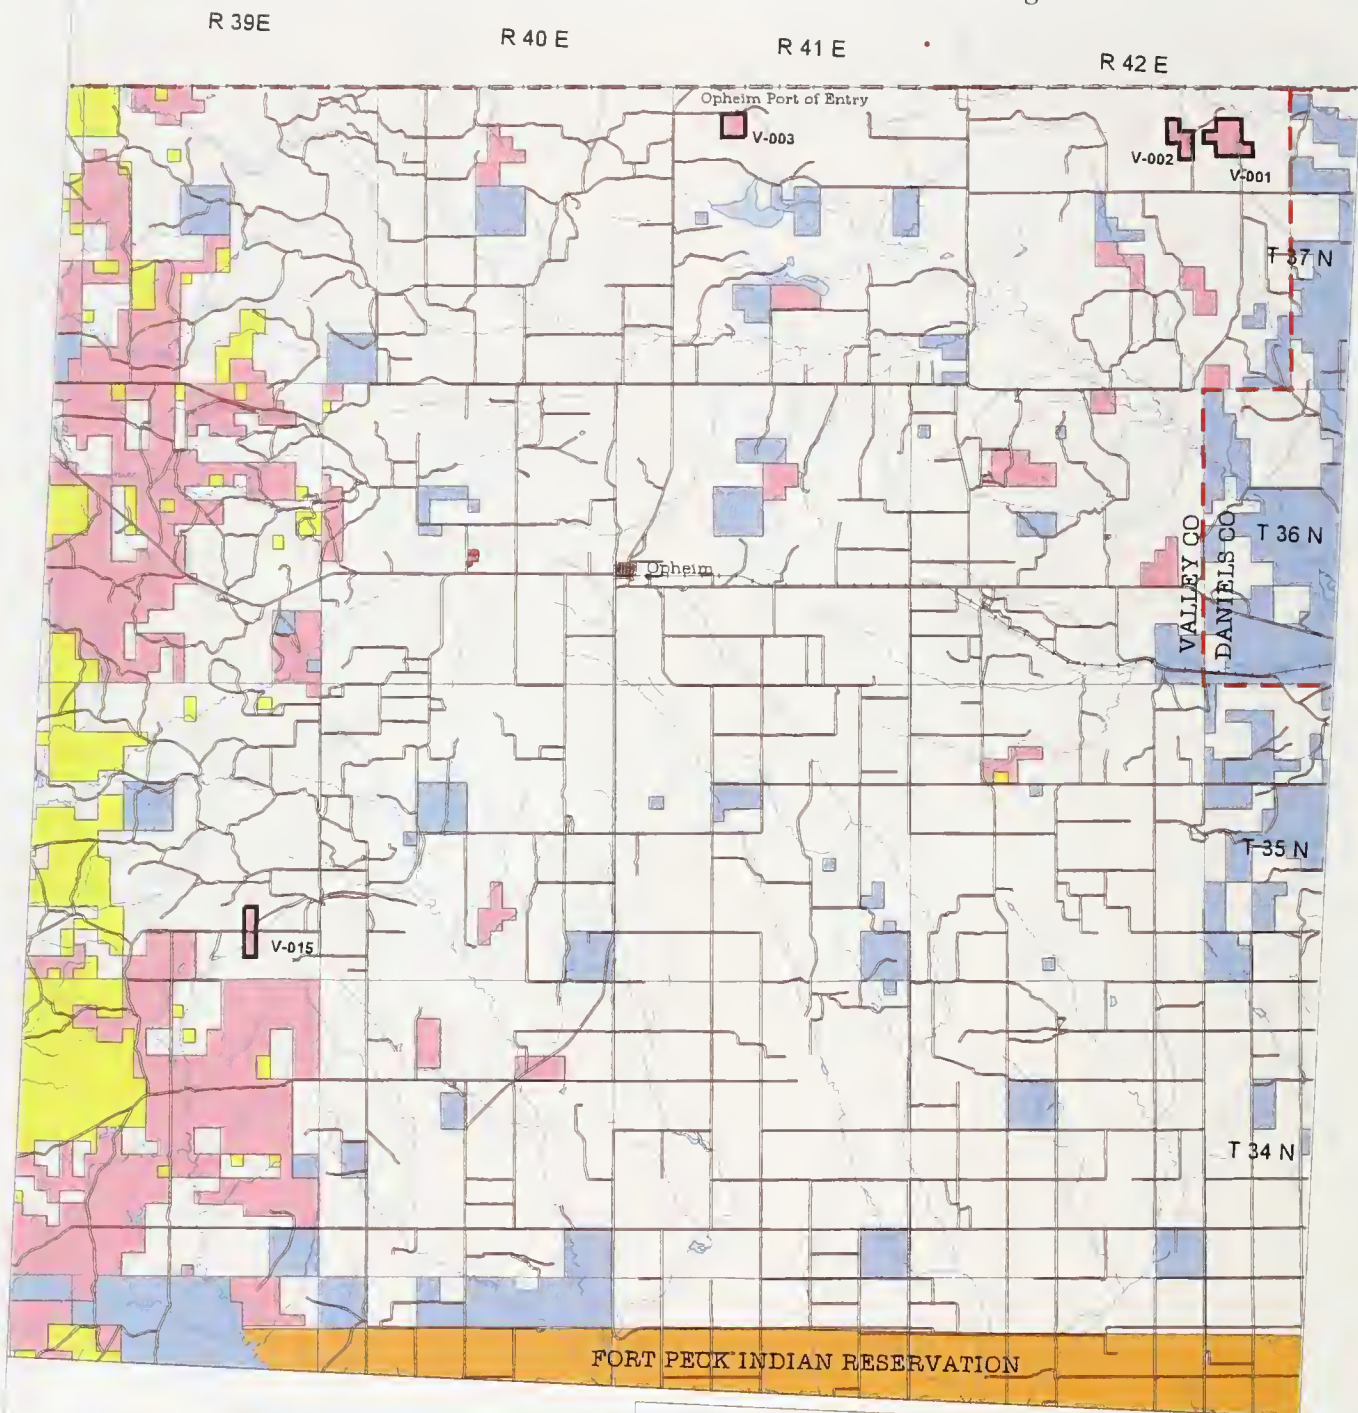 R 39E
R 40 E
R 41 E
R 42 E
Opheim Port of Entry
V-003
V-002
V-001
T 37 N
Opheim
VALLEY CO
DANIELS CO
T 36 N
T 35 N
V-015
T 34 N
FORT PECK INDIAN RESERVATION